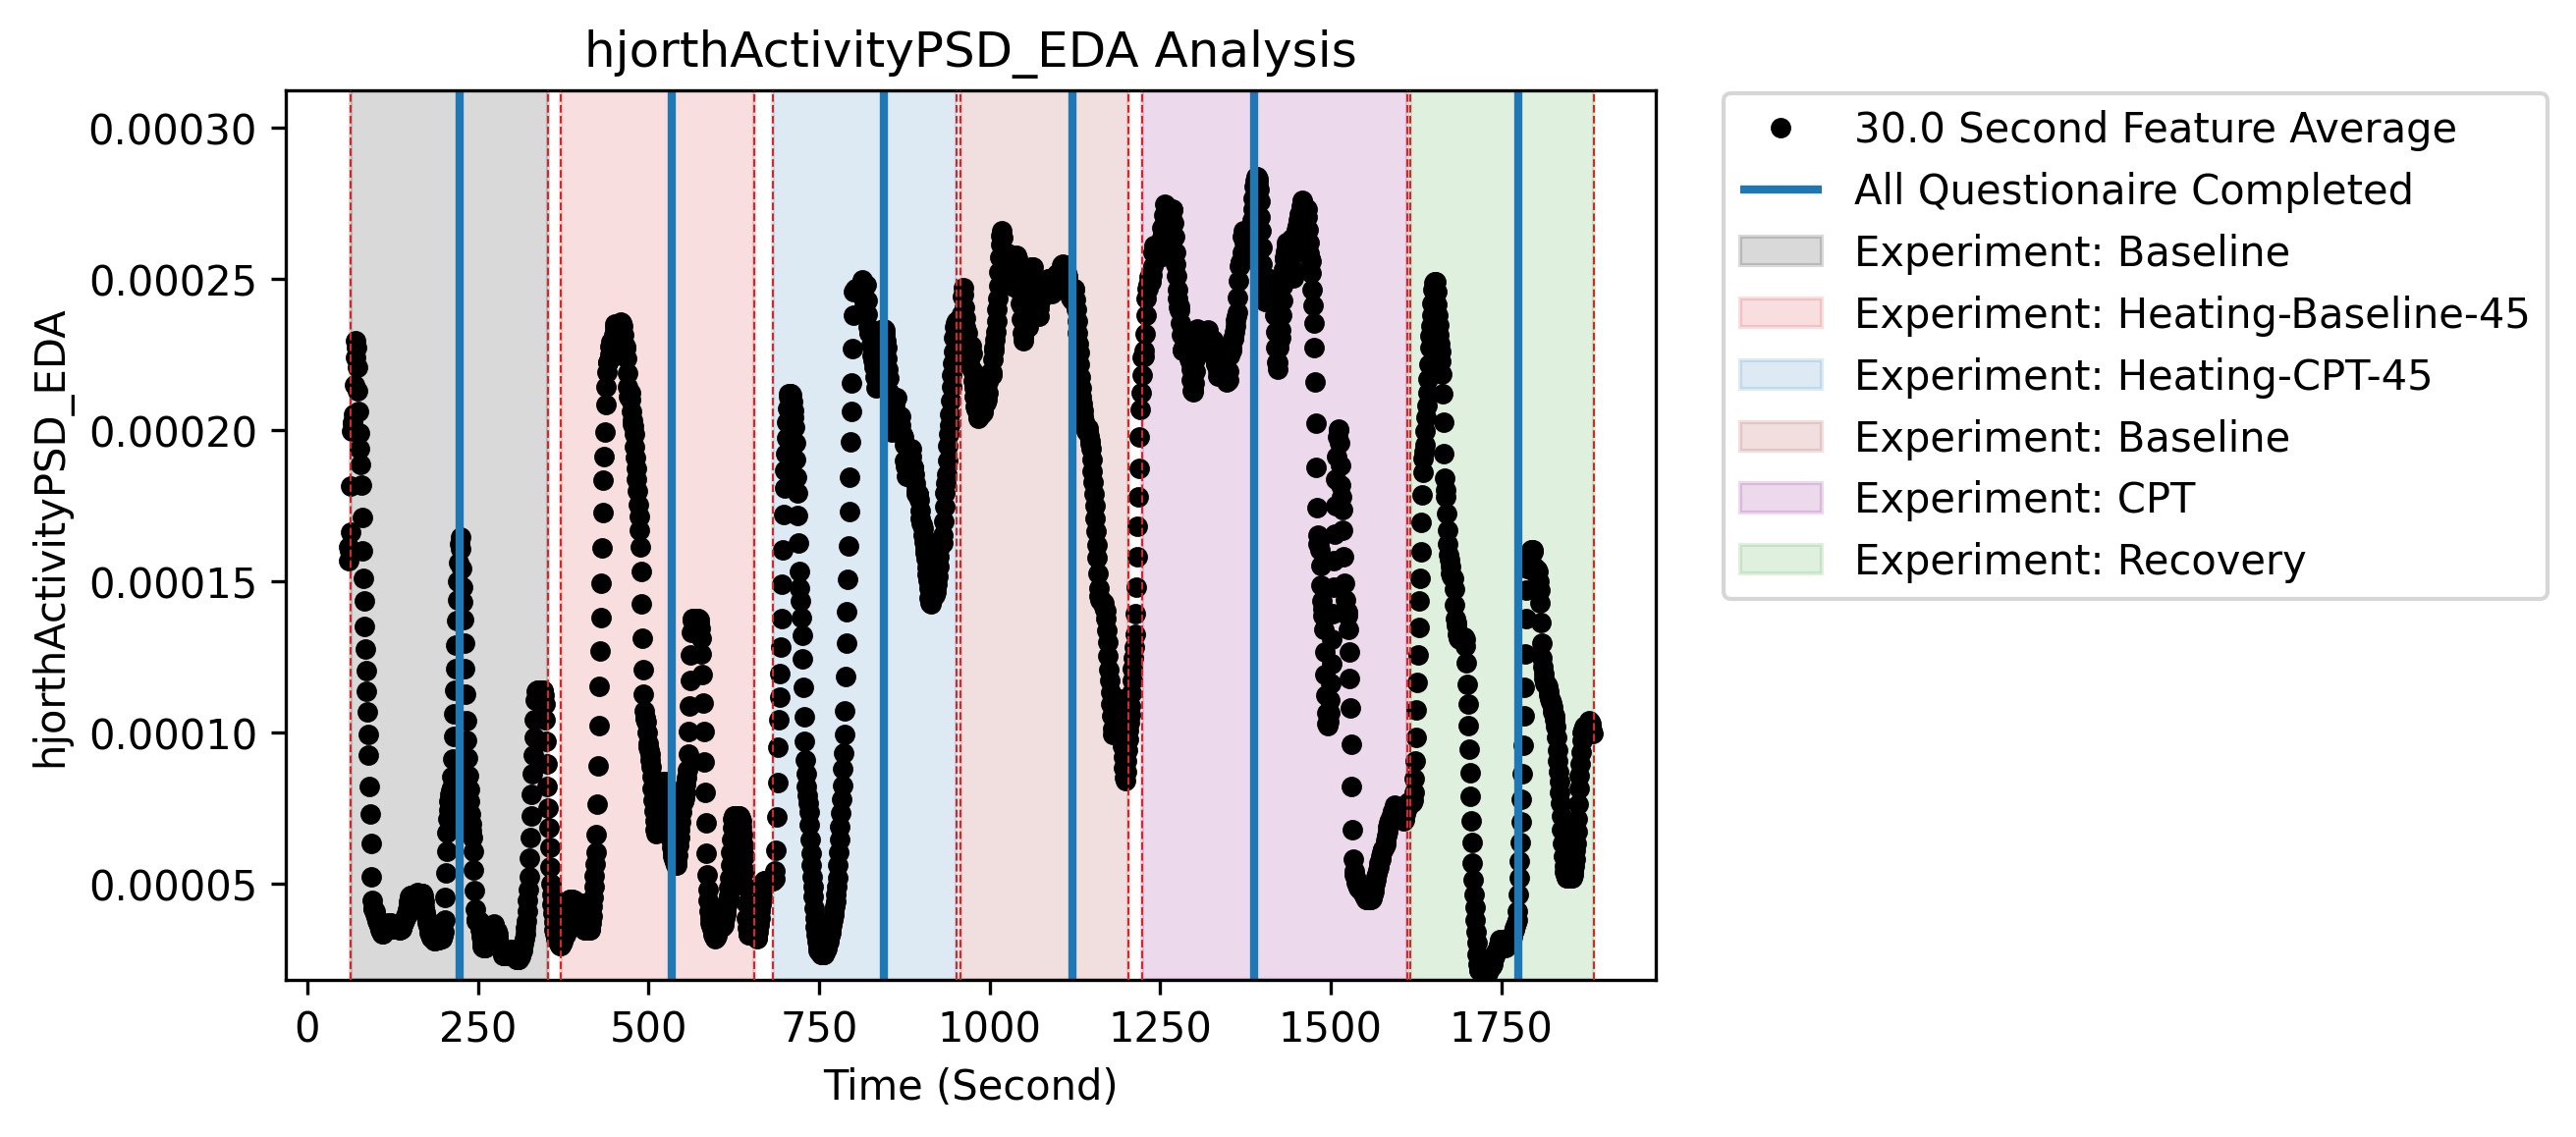 hjorthActivityPSD_EDA Analysis
hjorthActivityPSD_EDA
0.00030
0.00025
0.00020
0.00015
0.00010
0.00005
0
250
500
750
1000
1250
1500
1750
Time (Second)
30.0 Second Feature Average
All Questionaire Completed
Experiment: Baseline
Experiment: Heating-Baseline-45
Experiment: Heating-CPT-45
Experiment: Baseline
Experiment: CPT
Experiment: Recovery